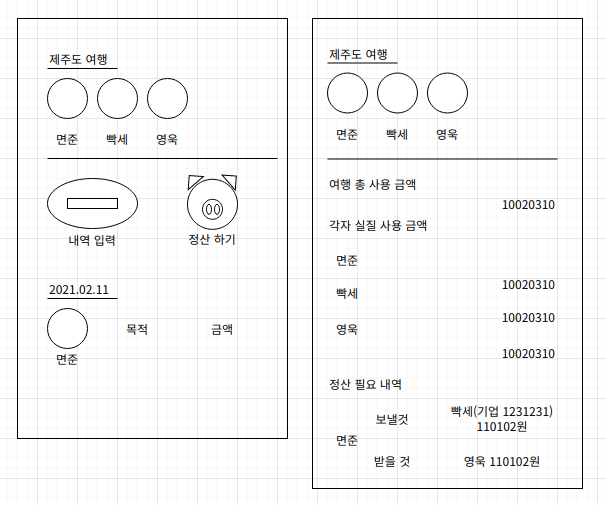 제주도 여행
면준 빡세 영욱
내역 입력 정산 하기
2021.02.11
목적 금액
면준
제주도 여행
면준 빡세 영욱
여행 총 사용 금액
10020310
각자 실질 사용 금액
면준
10020310
빡세
10020310
영욱
10020310
정산 필요 내역
보낼것 빡세(기업 1231231)
110102원
면준
받을 것 영욱 110102원